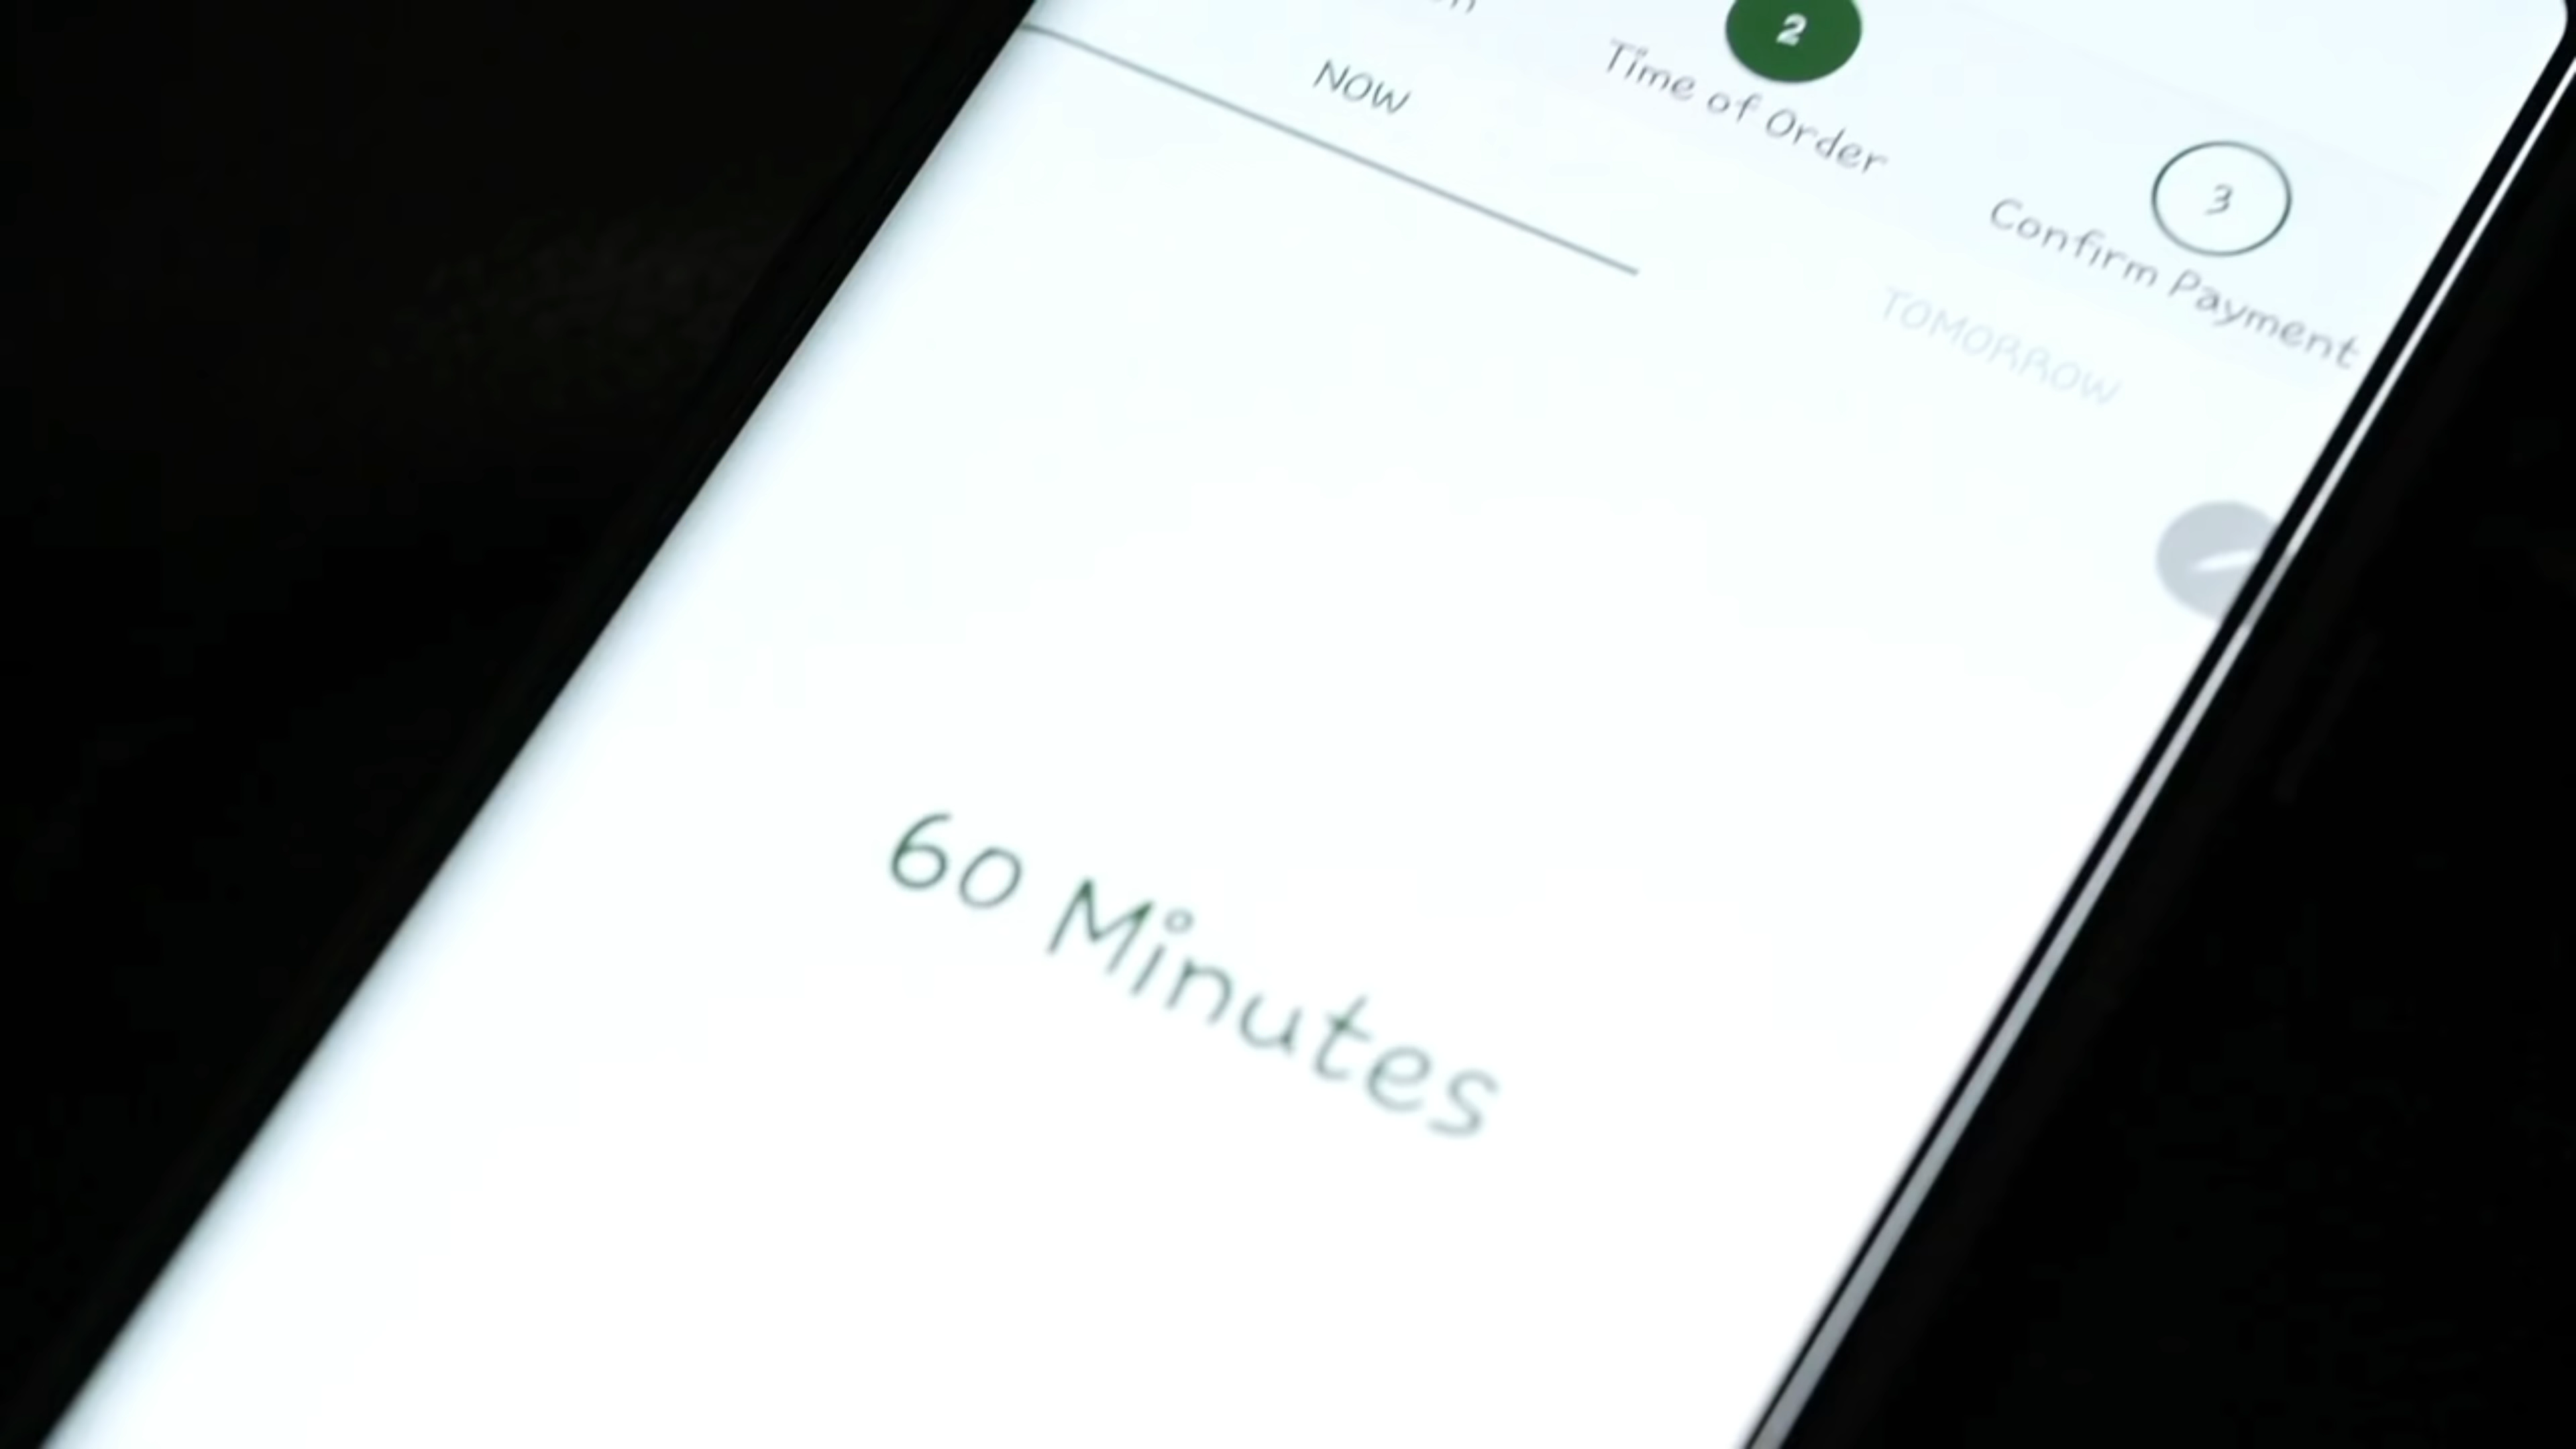 2
Time of Order
3
Confirm Payment
NOW
TOMORROW
60 Minutes